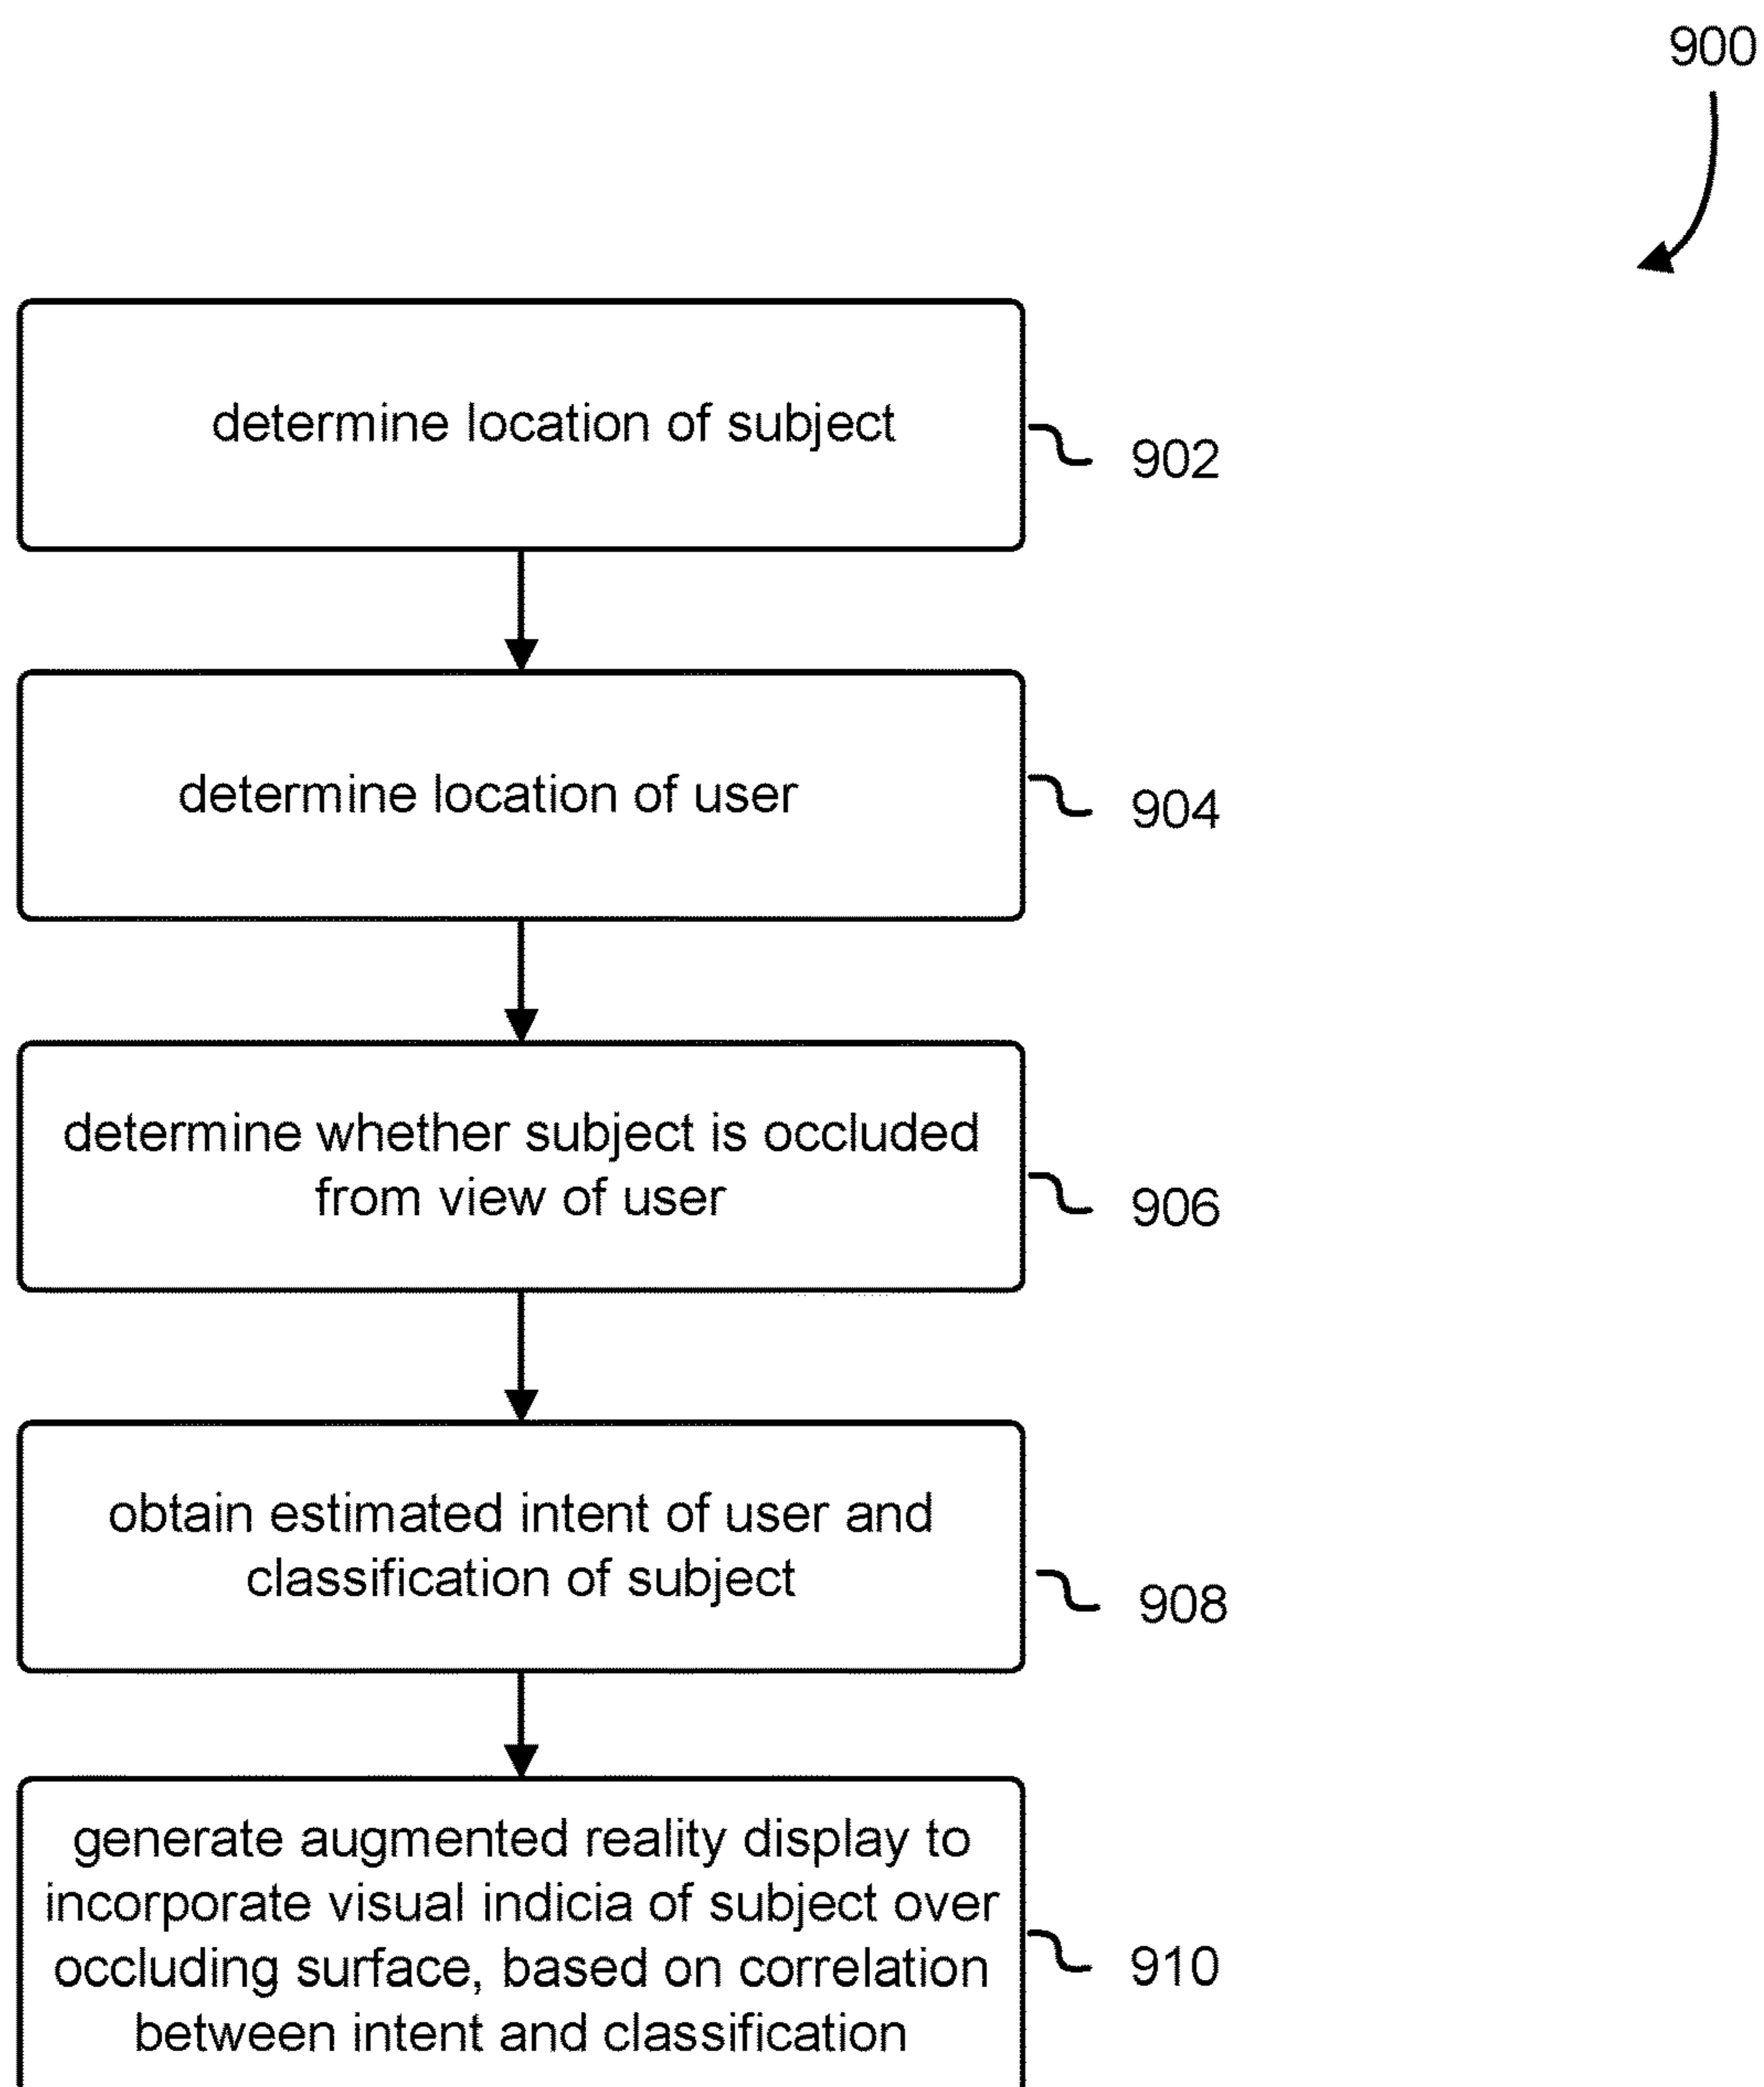 900
determine location of subject
902
determine location of user
904
determine whether subject is occluded
from view of user
906
obtain estimated intent of user and
classification of subject
908
generate augmented reality display to
incorporate visual indicia of subject over
occluding surface, based on correlation
between intent and classification
910